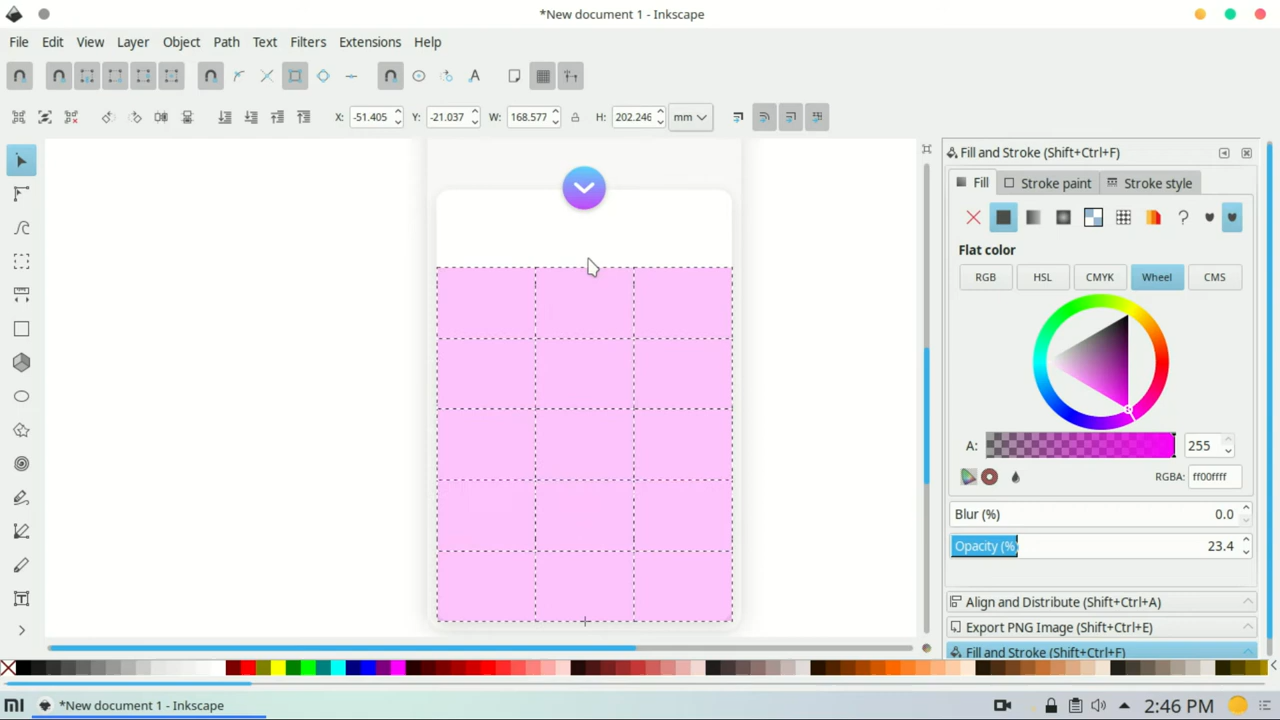 *New document 1 - Inkscape
File Edit View Layer Object Path Text Filters Extensions Help
X: -51.405 Y: -21.037 W: 168.577 H: 202.246 mm
Fill and Stroke (Shift+Ctrl+F)
Fill Stroke paint Stroke style
Flat color
RGB HSL CMYK Wheel CMS
A: 255
RGBA: ff00ffff
Blur (%) 0.0
Opacity (%) 23.4
Align and Distribute (Shift+Ctrl+A)
Export PNG Image (Shift+Ctrl+E)
Fill and Stroke (Shift+Ctrl+F)
*New document 1 - Inkscape 2:46 PM